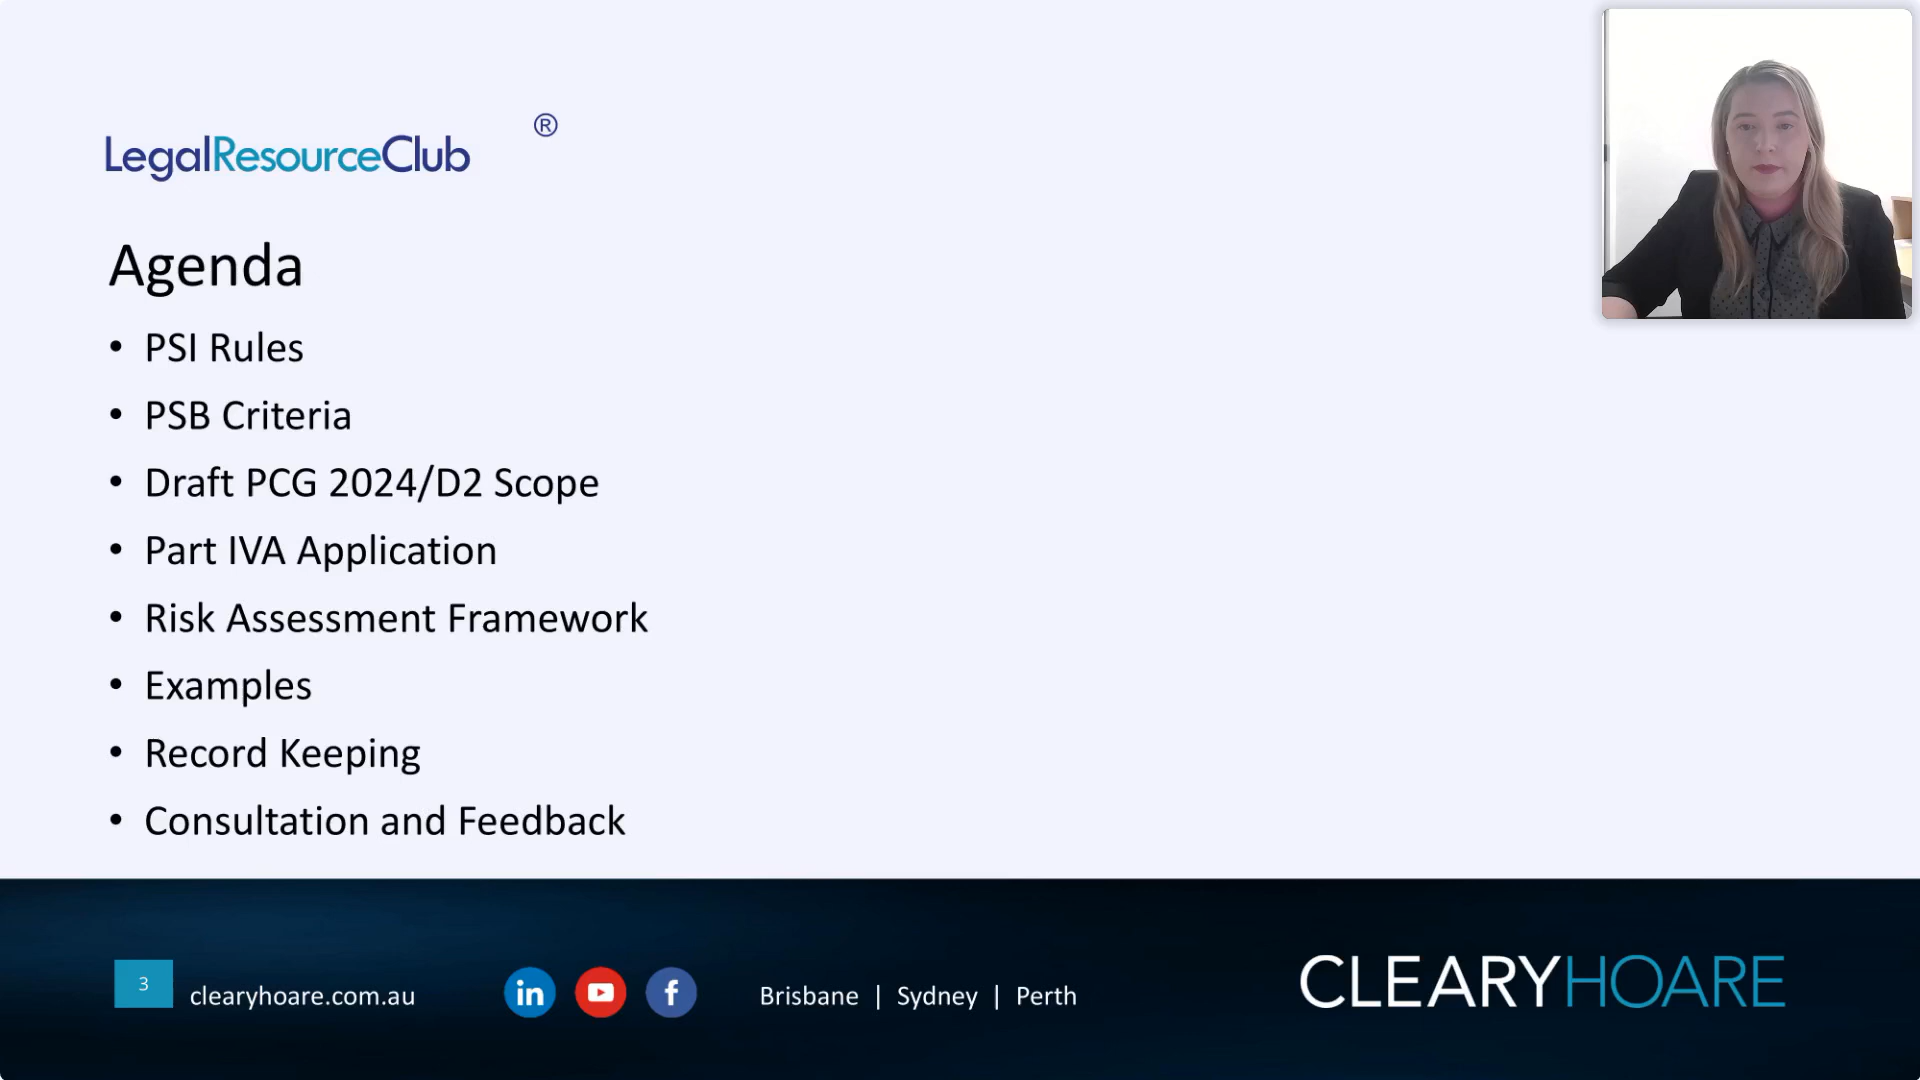 LegalResourceClub ®
Agenda
• PSI Rules
• PSB Criteria
• Draft PCG 2024/D2 Scope
• Part IVA Application
• Risk Assessment Framework
• Examples
• Record Keeping
• Consultation and Feedback
3 clearyhoare.com.au in f Brisbane | Sydney | Perth CLEARYHOARE